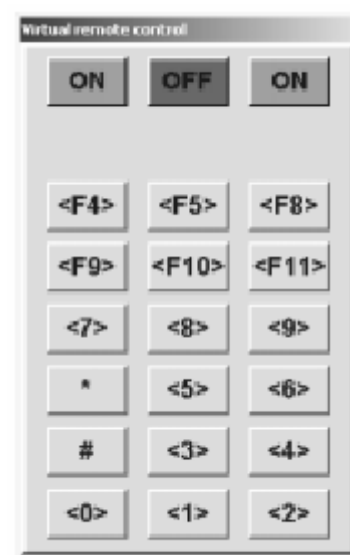 Virtual remote control
ON OFF ON
<F4> <F5> <F8>
<F9> <F10> <F11>
<7> <8> <9>
* <5> <6>
# <3> <4>
<0> <1> <2>